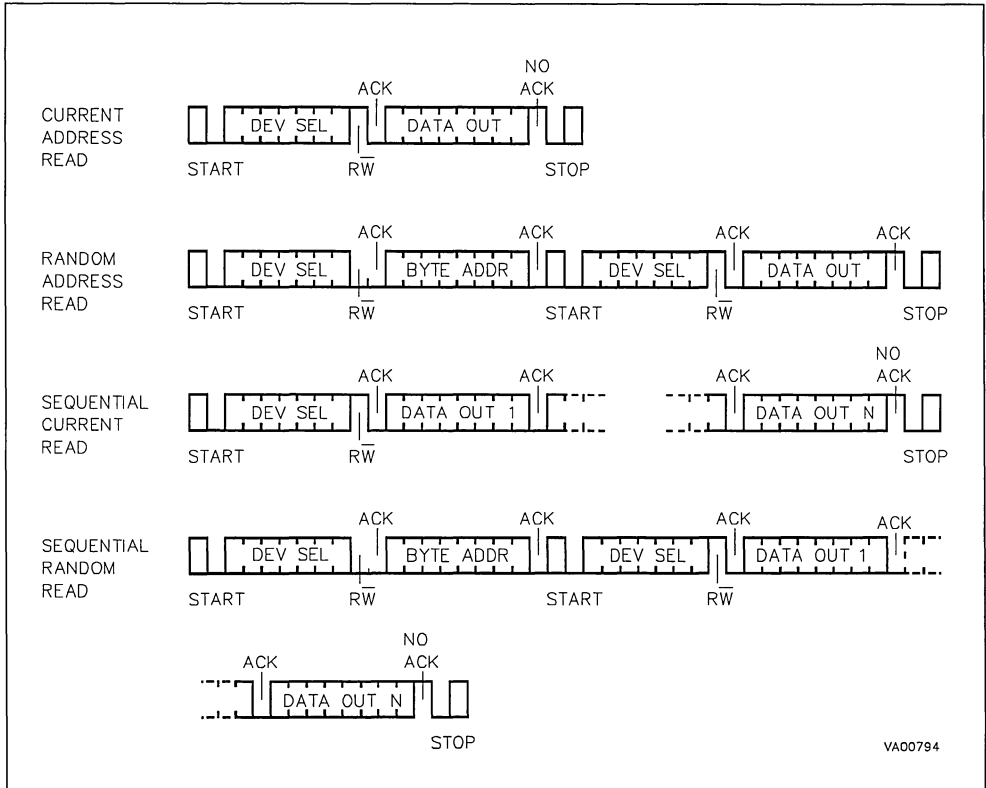 NO
ACK ACK
CURRENT
ADDRESS
READ
DEV SEL DATA OUT
START RW̅ STOP
ACK ACK ACK ACK
RANDOM
ADDRESS
READ
DEV SEL BYTE ADDR DEV SEL DATA OUT
START RW̅ START RW̅ STOP
NO
ACK ACK ACK ACK
SEQUENTIAL
CURRENT
READ
DEV SEL DATA OUT 1 DATA OUT N
START RW̅ STOP
ACK ACK ACK ACK
SEQUENTIAL
RANDOM
READ
DEV SEL BYTE ADDR DEV SEL DATA OUT 1
START RW̅ START RW̅
NO
ACK ACK
DATA OUT N
STOP
VA00794